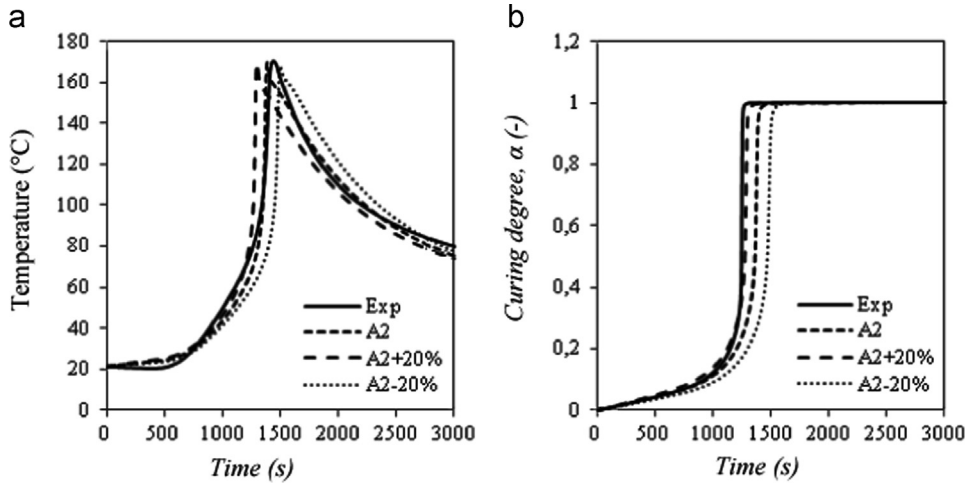 a
180
160
140
120
100
80
60
40
20
0
Temperature (°C)
0 500 1000 1500 2000 2500 3000
Time (s)
Exp
A2
A2+20%
A2-20%
b
1,2
1
0,8
0,6
0,4
0,2
0
Curing degree, α (-)
0 500 1000 1500 2000 2500 3000
Time (s)
Exp
A2
A2+20%
A2-20%